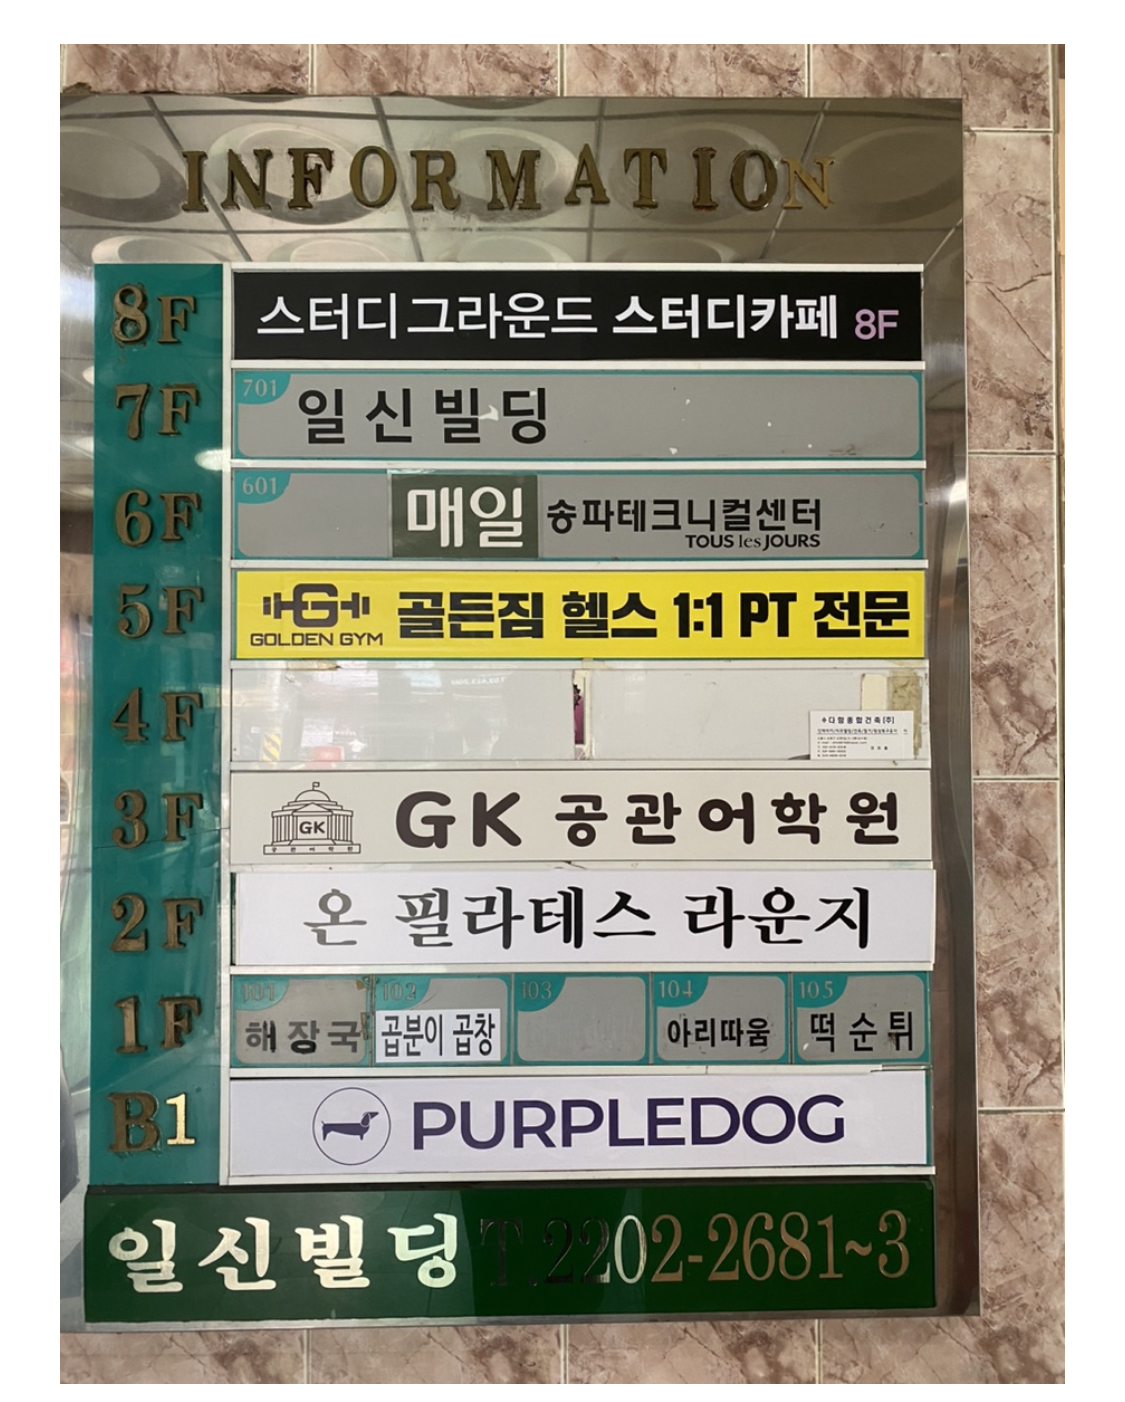 INFORMATION
8F
스터디그라운드 스터디카페 8F
7F
701
일신빌딩
6F
601
매일 송파테크니컬센터
TOUS les JOURS
5F
GOLDEN GYM
골든짐 헬스 1:1 PT 전문
4F
3F
GK
공관어학원
GK 공관어학원
2F
온 필라테스 라운지
1F
101
해장국
102
곱분이 곱창
103
104
아리따움
105
떡순튀
B1
PURPLEDOG
일신빌딩 T.2202-2681~3